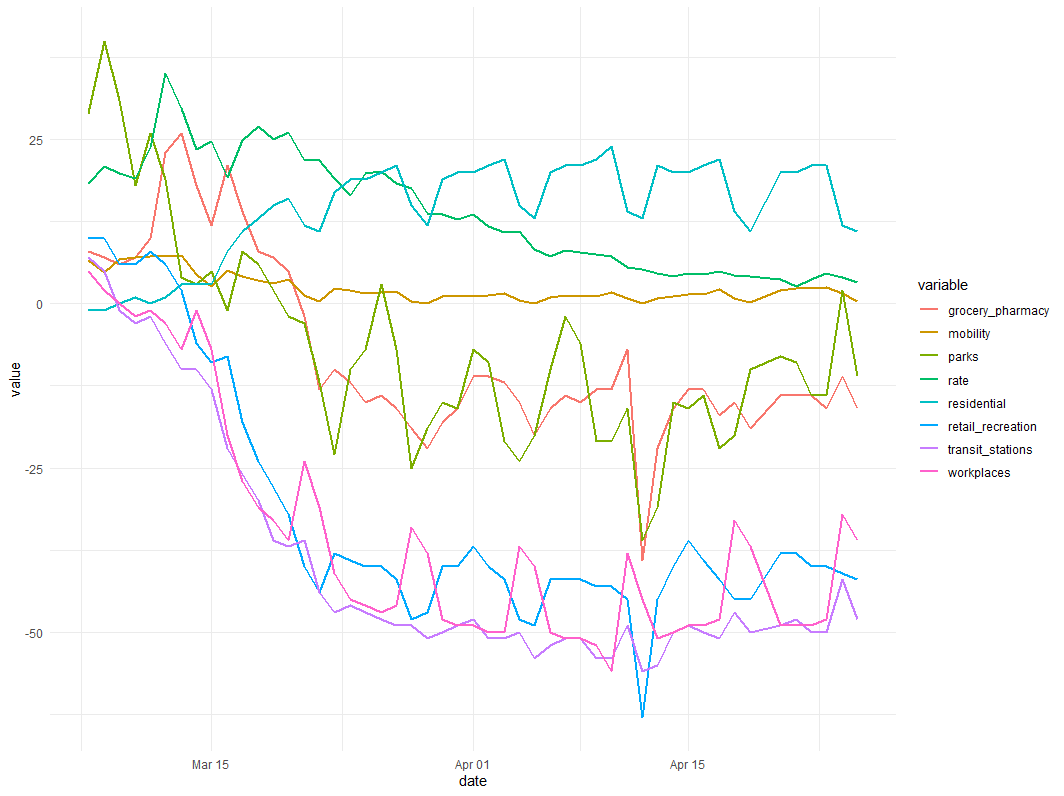 25
0
-25
-50
value
Mar 15
Apr 01
Apr 15
date
variable
grocery_pharmacy
mobility
parks
rate
residential
retail_recreation
transit_stations
workplaces